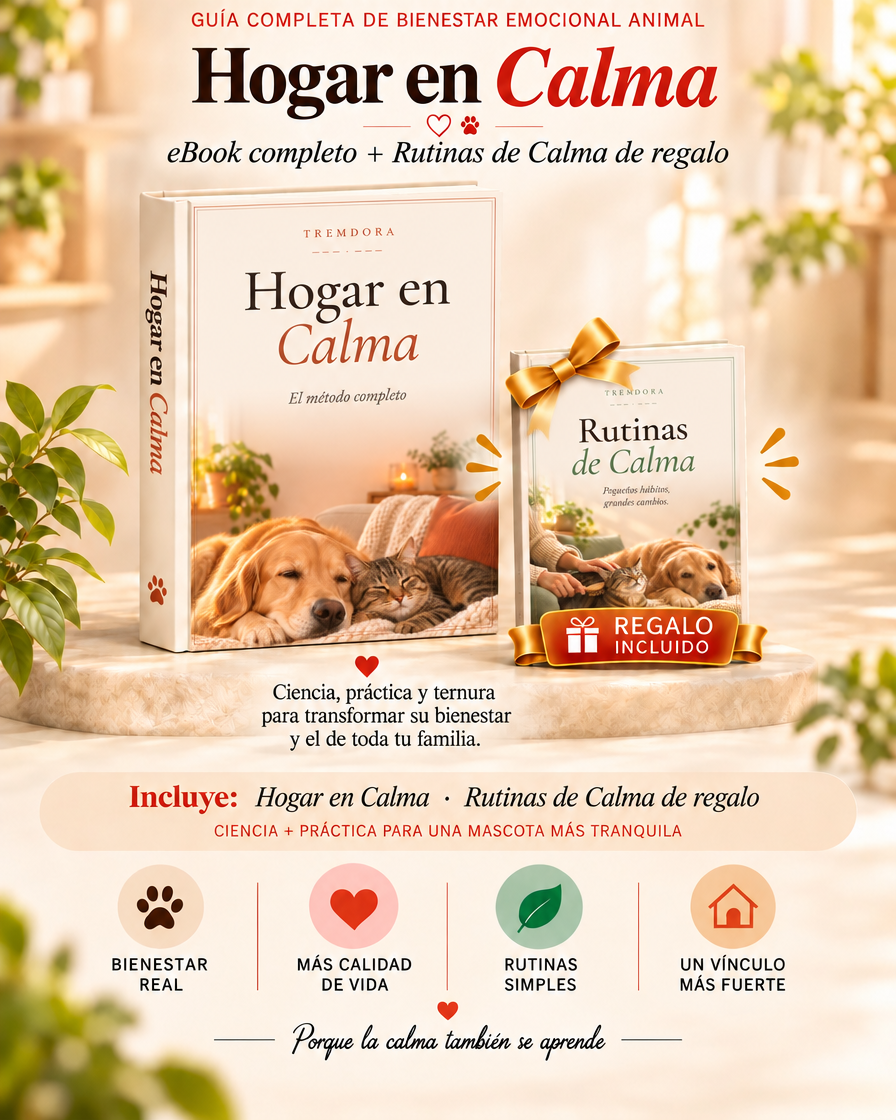 GUÍA COMPLETA DE BIENESTAR EMOCIONAL ANIMAL
Hogar en Calma
eBook completo + Rutinas de Calma de regalo
Hogar en Calma
TREMDORA
Hogar en
Calma
El método completo
TREMDORA
Rutinas
de Calma
Pequeños hábitos,
grandes cambios.
REGALO
INCLUIDO
Ciencia, práctica y ternura
para transformar su bienestar
y el de toda tu familia.
Incluye: Hogar en Calma · Rutinas de Calma de regalo
CIENCIA + PRÁCTICA PARA UNA MASCOTA MÁS TRANQUILA
BIENESTAR
REAL
MÁS CALIDAD
DE VIDA
RUTINAS
SIMPLES
UN VÍNCULO
MÁS FUERTE
Porque la calma también se aprende